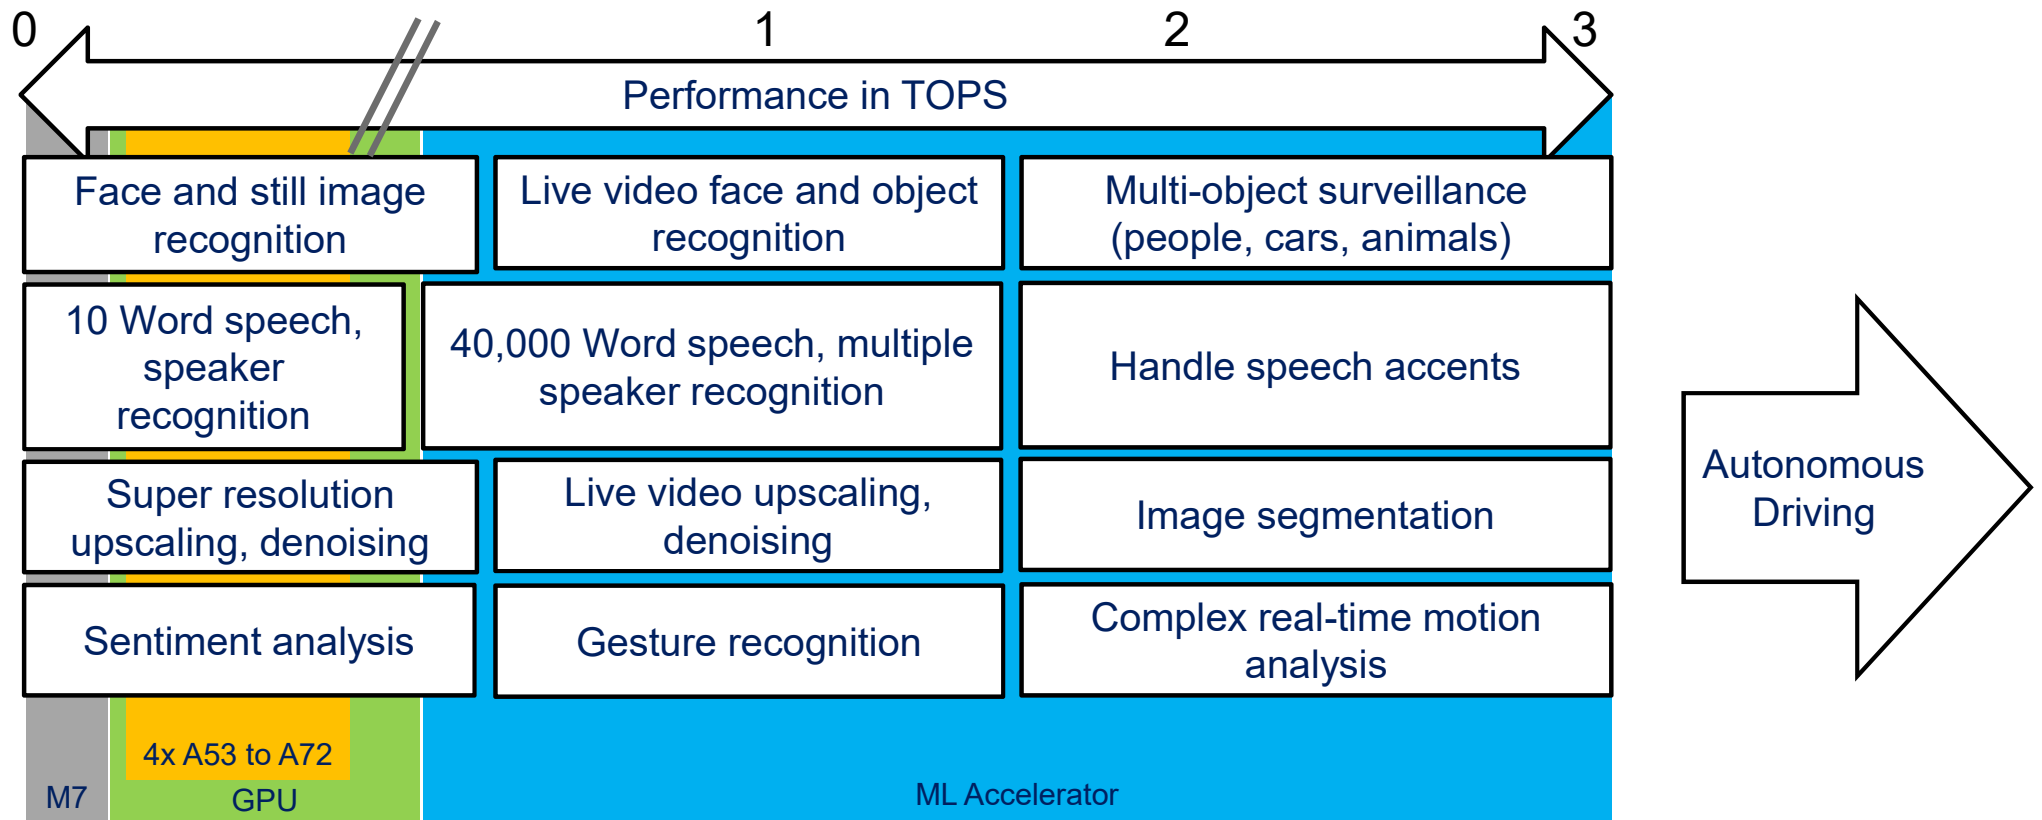 0
1
2
3
Performance in TOPS
Face and still image
recognition
Live video face and object
recognition
Multi-object surveillance
(people, cars, animals)
10 Word speech,
speaker
recognition
40,000 Word speech, multiple
speaker recognition
Handle speech accents
Super resolution
upscaling, denoising
Live video upscaling,
denoising
Image segmentation
Sentiment analysis
Gesture recognition
Complex real-time motion
analysis
Autonomous
Driving
4x A53 to A72
M7
GPU
ML Accelerator